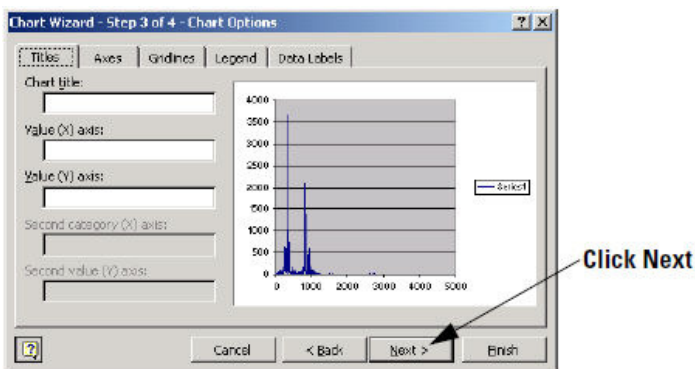 Chart Wizard - Step 3 of 4 - Chart Options
Titles Axes Gridlines Legend Data Labels
Chart title:
Value (X) axis:
Value (Y) axis:
Second category (X) axis:
Second value (Y) axis:
4000
3500
3000
2500
2000
1500
1000
500
0
0 1000 2000 3000 4000 5000
Series1
Click Next
Cancel < Back Next > Finish